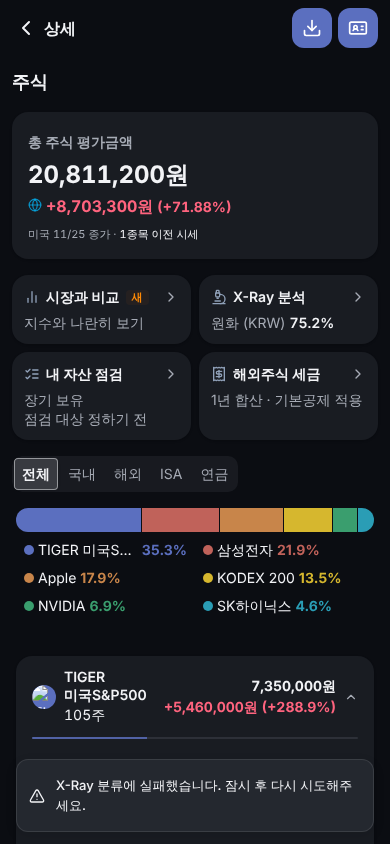 상세
주식
총 주식 평가금액
20,811,200원
+8,703,300원 (+71.88%)
미국 11/25 종가 · 1종목 이전 시세
시장과 비교 새
지수와 나란히 보기
X-Ray 분석
원화 (KRW) 75.2%
내 자산 점검
장기 보유
점검 대상 정하기 전
해외주식 세금
1년 합산 · 기본공제 적용
전체 국내 해외 ISA 연금
TIGER 미국S... 35.3% 삼성전자 21.9%
Apple 17.9% KODEX 200 13.5%
NVIDIA 6.9% SK하이닉스 4.6%
TIGER
미국S&P500
105주
7,350,000원
+5,460,000원 (+288.9%)
X-Ray 분류에 실패했습니다. 잠시 후 다시 시도해주
세요.